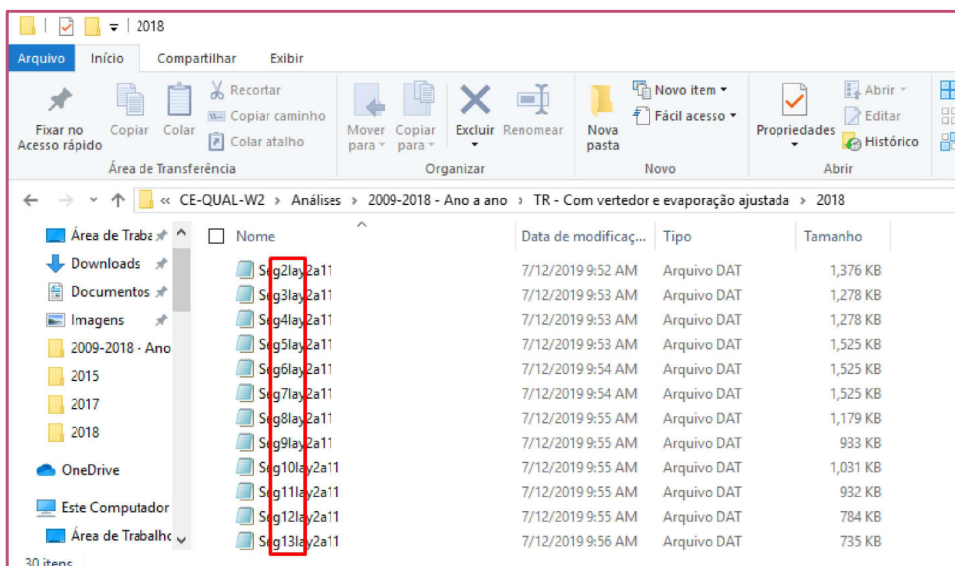 2018
Arquivo Início Compartilhar Exibir
Fixar no Acesso rápido
Copiar
Colar
Recortar
Copiar caminho
Colar atalho
Área de Transferência
Mover para
Copiar para
Excluir
Renomear
Organizar
Nova pasta
Novo item
Fácil acesso
Novo
Propriedades
Abrir
Editar
Histórico
Abrir
« CE-QUAL-W2 > Análises > 2009-2018 - Ano a ano > TR - Com vertedor e evaporação ajustada > 2018
Área de Traba
Downloads
Documentos
Imagens
2009-2018 - Ano
2015
2017
2018
OneDrive
Este Computador
Área de Trabalho
30 itens
Nome Data de modificaç... Tipo Tamanho
Seg2lay2a11 7/12/2019 9:52 AM Arquivo DAT 1,376 KB
Seg3lay2a11 7/12/2019 9:53 AM Arquivo DAT 1,278 KB
Seg4lay2a11 7/12/2019 9:53 AM Arquivo DAT 1,278 KB
Seg5lay2a11 7/12/2019 9:53 AM Arquivo DAT 1,525 KB
Seg6lay2a11 7/12/2019 9:54 AM Arquivo DAT 1,525 KB
Seg7lay2a11 7/12/2019 9:54 AM Arquivo DAT 1,525 KB
Seg8lay2a11 7/12/2019 9:55 AM Arquivo DAT 1,179 KB
Seg9lay2a11 7/12/2019 9:55 AM Arquivo DAT 933 KB
Seg10lay2a11 7/12/2019 9:55 AM Arquivo DAT 1,031 KB
Seg11lay2a11 7/12/2019 9:55 AM Arquivo DAT 932 KB
Seg12lay2a11 7/12/2019 9:55 AM Arquivo DAT 784 KB
Seg13lay2a11 7/12/2019 9:56 AM Arquivo DAT 735 KB